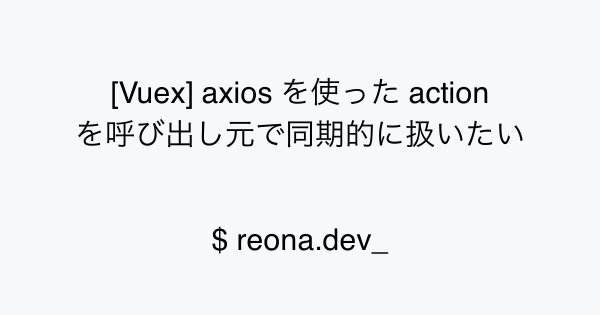 [Vuex] axios を使った action
を呼び出し元で同期的に扱いたい
$ reona.dev_